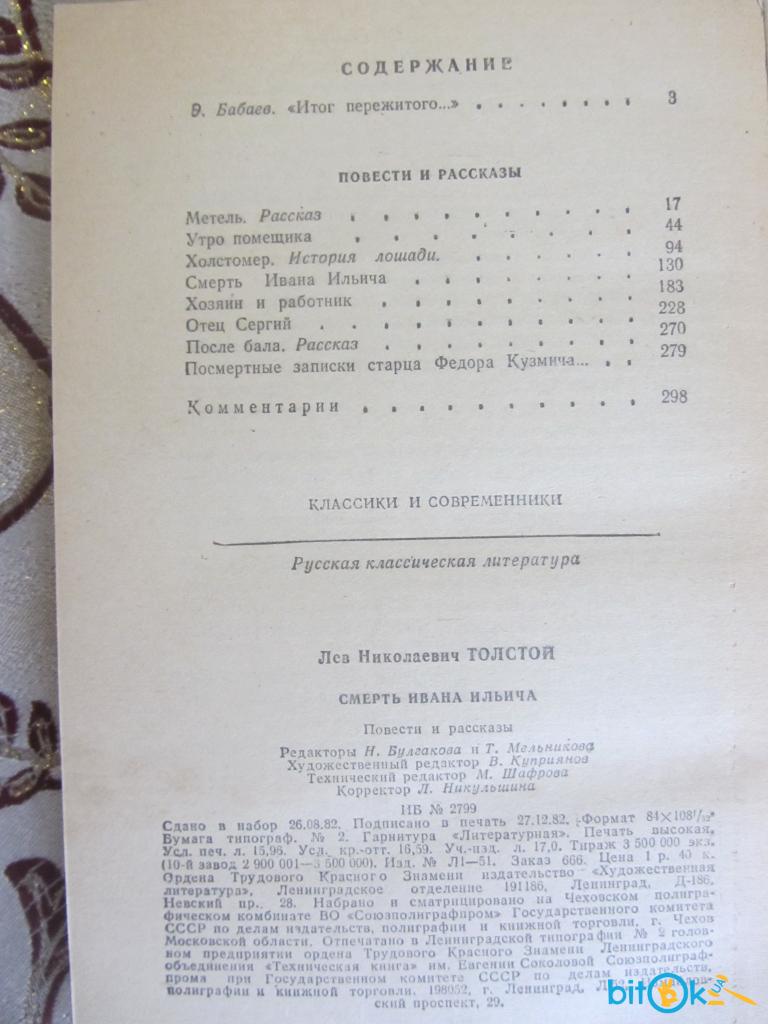 СОДЕРЖАНИЕ
Э. Бабаев. «Итог пережитого...» . . . . . . . . 3
ПОВЕСТИ И РАССКАЗЫ
Метель. Рассказ . . . . . . . . . . 17
Утро помещика . . . . . . . . 44
Холстомер. История лошади. . . . . . . 94
Смерть Ивана Ильича . . . . . . . . 130
Хозяин и работник . . . . . . . . . 183
Отец Сергий . . . . . . . . . . . 228
После бала. Рассказ . . . . . . . . . 270
Посмертные записки старца Федора Кузмича... . . 279
Комментарии . . . . . . . . . . 298
КЛАССИКИ И СОВРЕМЕННИКИ
Русская классическая литература
Лев Николаевич ТОЛСТОЙ
СМЕРТЬ ИВАНА ИЛЬИЧА
Повести и рассказы
Редакторы Н. Булгакова и Т. Мельникова
Художественный редактор В. Куприянов
Технический редактор М. Шафрова
Корректор Л. Никульшина
ИБ № 2799
Сдано в набор 26.08.82. Подписано в печать 27.12.82. Формат 84×108¹/₃₂.
Бумага типограф. № 2. Гарнитура «Литературная». Печать высокая.
Усл. печ. л. 15,96. Усл. кр.-отт. 16,59. Уч.-изд. л. 17,0. Тираж 3 500 000 экз.
(10-й завод 2 900 001—3 500 000). Изд. № Л1—51. Заказ 666. Цена 1 р. 40 к.
Ордена Трудового Красного Знамени издательство «Художественная
литература», Ленинградское отделение 191186, Ленинград, Д-186,
Невский пр., 28. Набрано и сматрицировано на Чеховском полигра-
фическом комбинате ВО «Союзполиграфпром» Государственного комитета
СССР по делам издательств, полиграфии и книжной торговли, г. Чехов
Московской области. Отпечатано в Ленинградской типографии № 2 голов-
ном предприятии ордена Трудового Красного Знамени Ленинградского
объединения «Техническая книга» им. Евгении Соколовой Союзполиграф-
прома при Государственном комитете СССР по делам издательств,
полиграфии и книжной торговли. 198052, г. Ленинград, Л-52, Измайлов-
ский проспект, 29.
bitok.UA